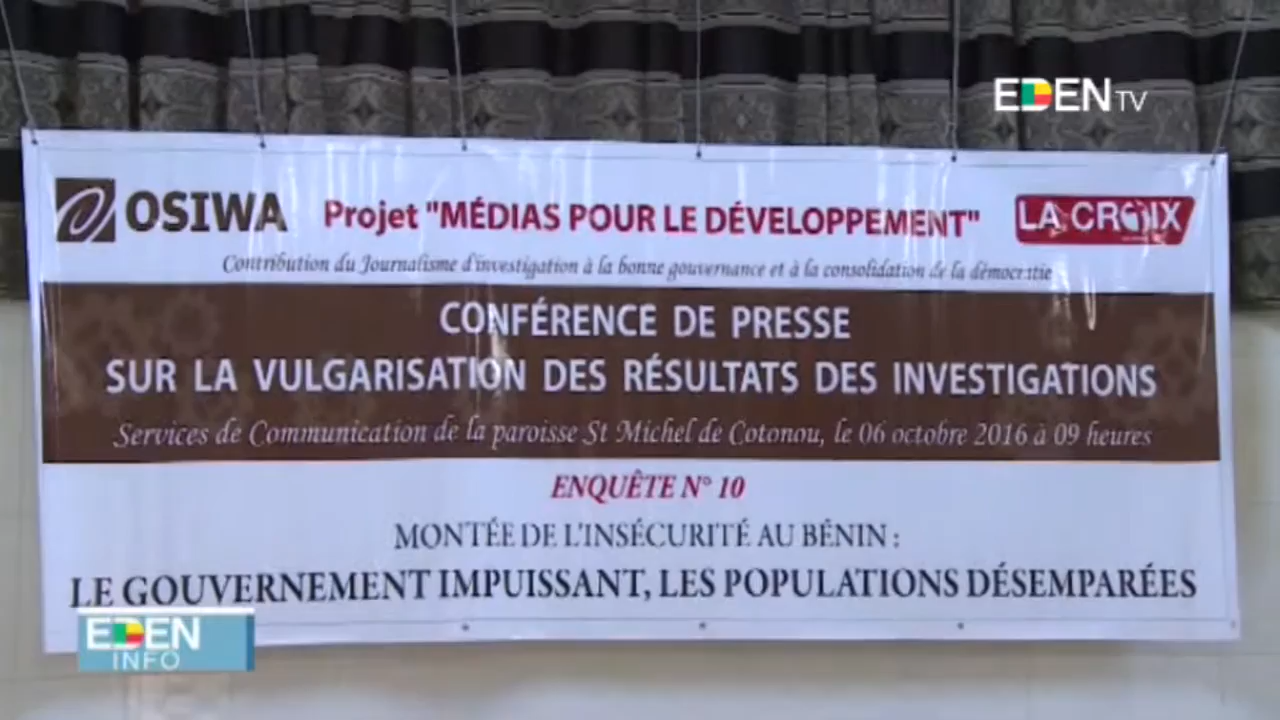 EDEN TV
OSIWA Projet "MÉDIAS POUR LE DÉVELOPPEMENT" LA CROIX
Contribution du Journalisme d'investigation à la bonne gouvernance et à la consolidation de la démocratie
CONFÉRENCE DE PRESSE
SUR LA VULGARISATION DES RÉSULTATS DES INVESTIGATIONS
Services de Communication de la paroisse St Michel de Cotonou, le 06 octobre 2016 à 09 heures
ENQUÊTE N° 10
MONTÉE DE L'INSÉCURITÉ AU BÉNIN :
LE GOUVERNEMENT IMPUISSANT, LES POPULATIONS DÉSEMPARÉES
EDEN
INFO